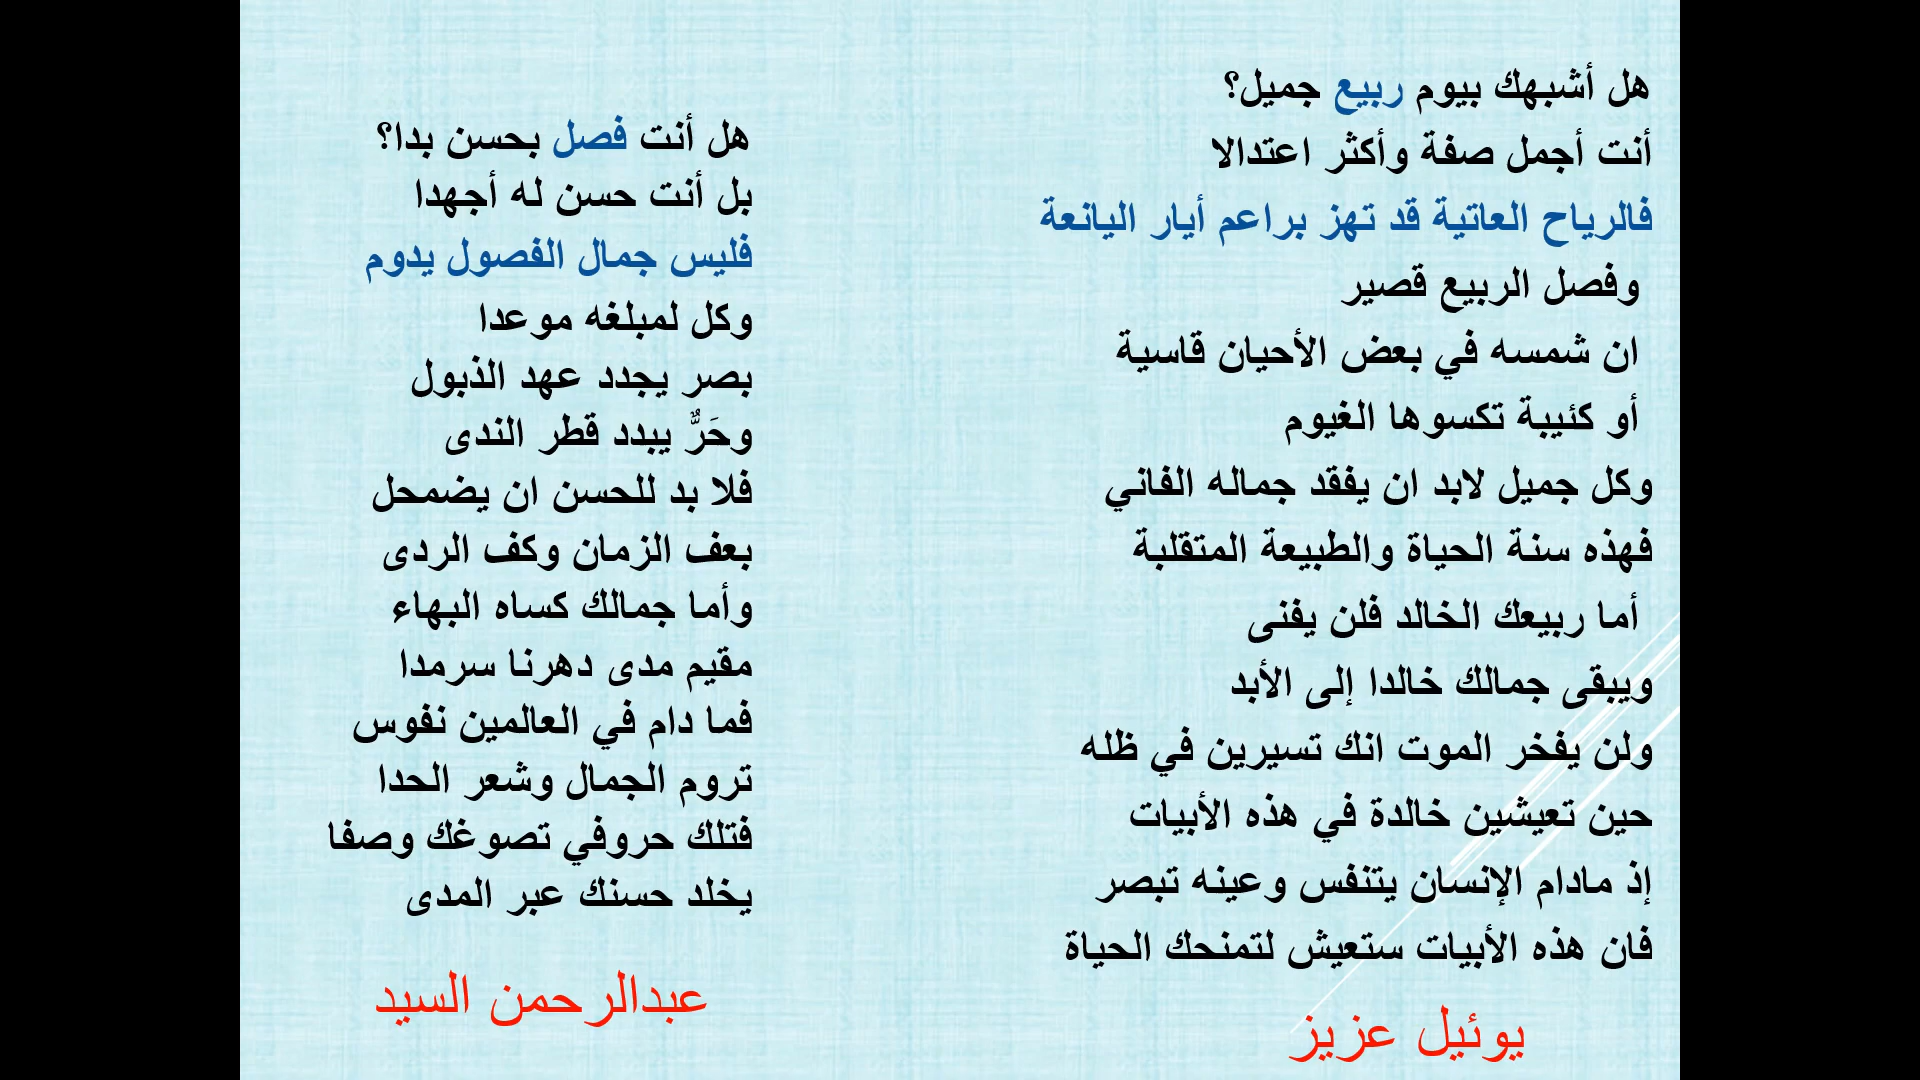 هل أشبهك بيوم ربيع جميل؟
أنت أجمل صفة وأكثر اعتدالا
فالرياح العاتية قد تهز براعم أيار اليانعة
وفصل الربيع قصير
ان شمسه في بعض الأحيان قاسية
أو كئيبة تكسوها الغيوم
وكل جميل لابد ان يفقد جماله الفاني
فهذه سنة الحياة والطبيعة المتقلبة
أما ربيعك الخالد فلن يفنى
ويبقى جمالك خالدا إلى الأبد
ولن يفخر الموت انك تسيرين في ظله
حين تعيشين خالدة في هذه الأبيات
إذ مادام الإنسان يتنفس وعينه تبصر
فان هذه الأبيات ستعيش لتمنحك الحياة
يوئيل عزيز
هل أنت فصل بحسن بدا؟
بل أنت حسن له أجهدا
فليس جمال الفصول يدوم
وكل لمبلغه موعدا
بصر يجدد عهد الذبول
وحَرٌّ يبدد قطر الندى
فلا بد للحسن ان يضمحل
بعف الزمان وكف الردى
وأما جمالك كساه البهاء
مقيم مدى دهرنا سرمدا
فما دام في العالمين نفوس
تروم الجمال وشعر الحدا
فتلك حروفي تصوغك وصفا
يخلد حسنك عبر المدى
عبدالرحمن السيد